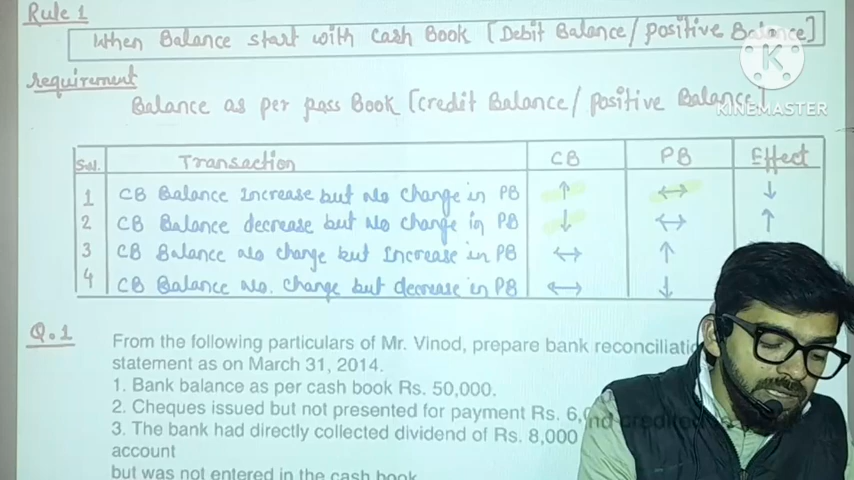 Rule 1
When Balance start with Cash Book [Debit Balance/positive Balance]
requirement
Balance as per pass Book [credit Balance/positive Balance]
S.N. Transaction CB PB Effect
1 CB Balance Increase but No change in PB ↑ ↔ ↓
2 CB Balance decrease but No change in PB ↓ ↔ ↑
3 CB Balance No change but Increase in PB ↔ ↑
4 CB Balance No. change but decrease in PB ↔ ↓
Q.1
From the following particulars of Mr. Vinod, prepare bank
statement as on March 31, 2014.
1. Bank balance as per cash book Rs. 50,000.
2. Cheques issued but not presented for payment Rs.
3. The bank had directly collected dividend of Rs. 8,000 and credited
account
but was not entered in the cash book.
K
KINEMASTER